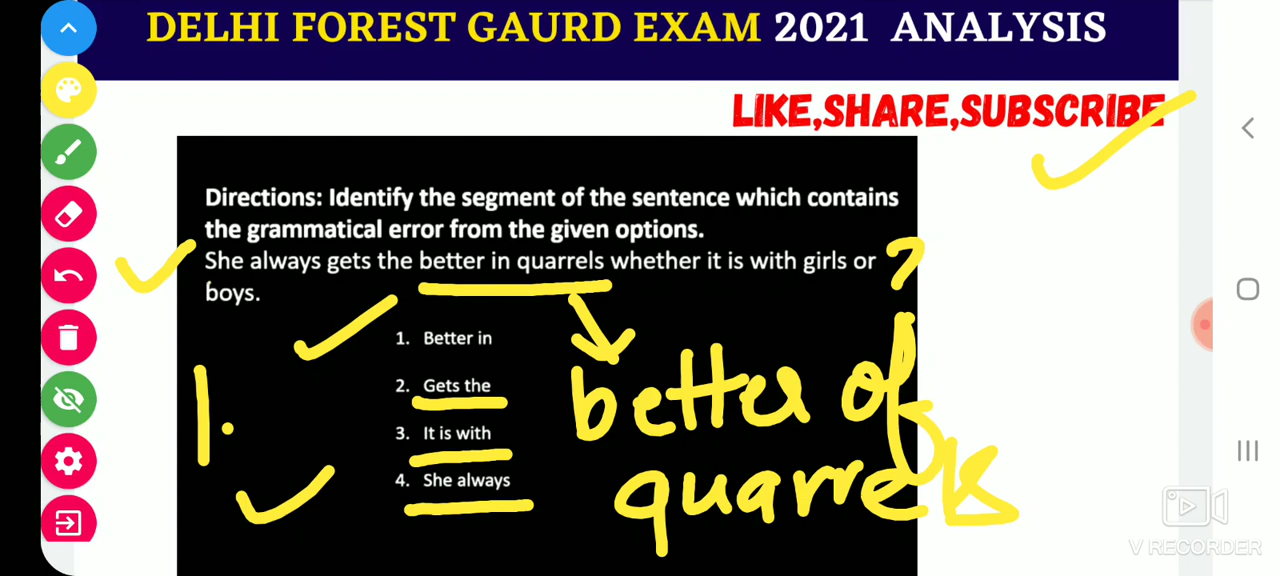 DELHI FOREST GAURD EXAM 2021 ANALYSIS
LIKE,SHARE,SUBSCRIBE
Directions: Identify the segment of the sentence which contains
the grammatical error from the given options.
She always gets the better in quarrels whether it is with girls or
boys.
?
1. Better in
2. Gets the
3. It is with
4. She always
1.
better of
quarrels
V RECORDER